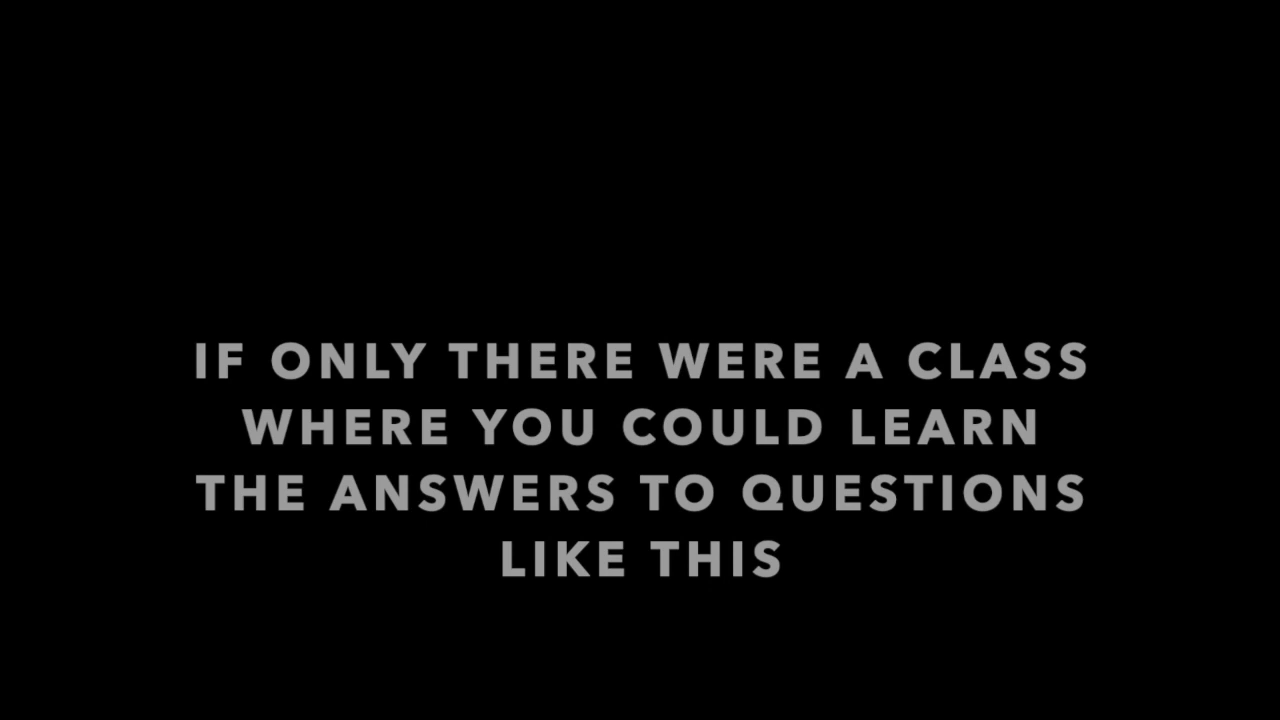 IF ONLY THERE WERE A CLASS
WHERE YOU COULD LEARN
THE ANSWERS TO QUESTIONS
LIKE THIS